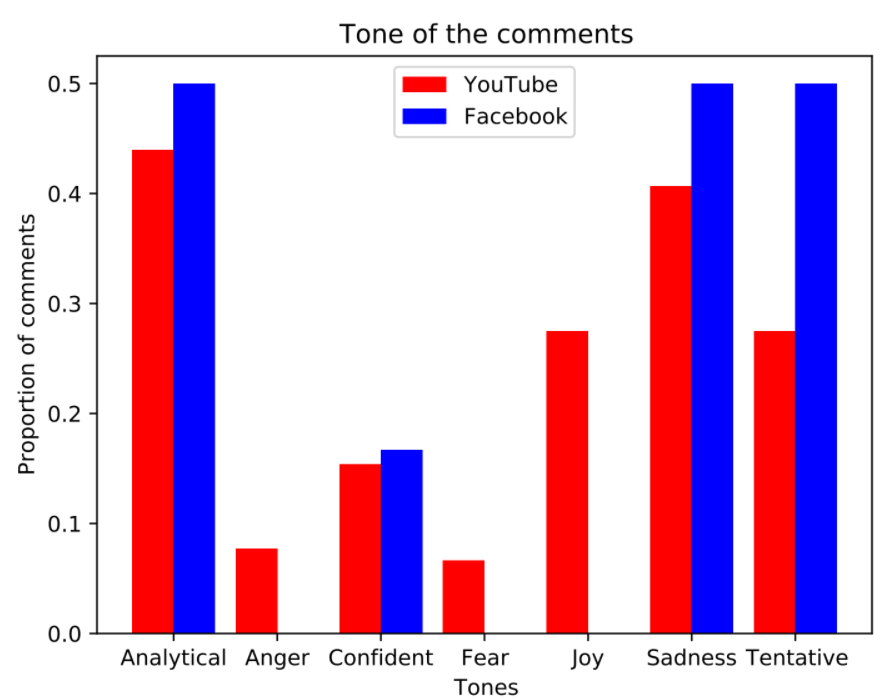 Tone of the comments
YouTube
Facebook
Proportion of comments
0.5
0.4
0.3
0.2
0.1
0.0
Analytical Anger Confident Fear Joy Sadness Tentative
Tones